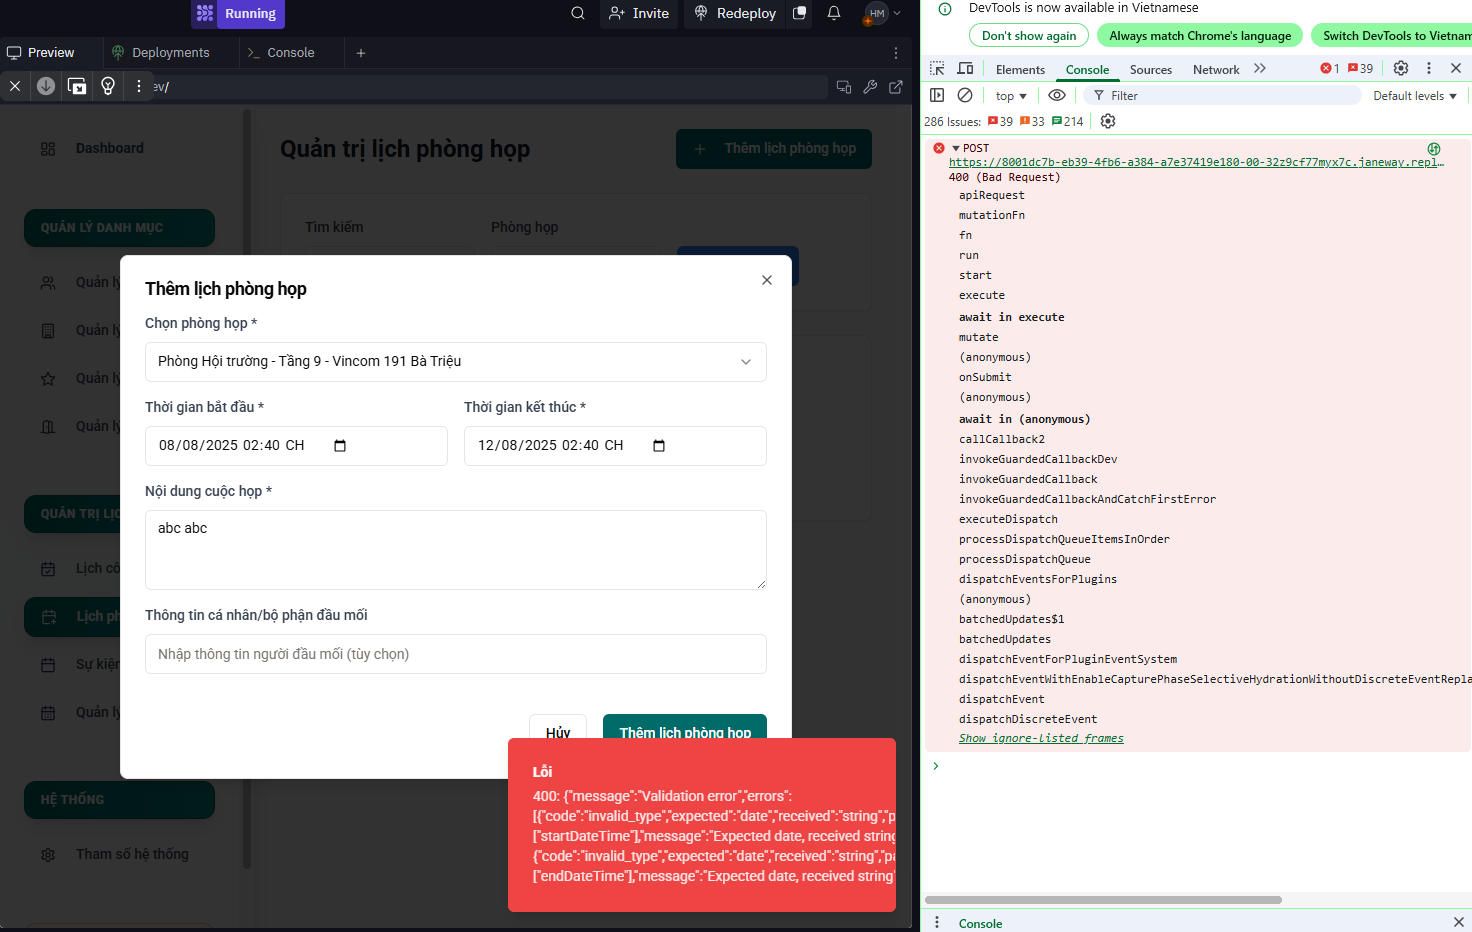 Running
Invite
Redeploy
HM
Preview
Deployments
Console
ev/
Dashboard
QUẢN LÝ DANH MỤC
Quản lý
Quản lý
Quản lý
Quản lý
QUẢN TRỊ LỊC
Lịch cô
Lịch ph
Sự kiện
Quản lý
HỆ THỐNG
Tham số hệ thống
Quản trị lịch phòng họp
Thêm lịch phòng họp
Tìm kiếm
Phòng họp
Thêm lịch phòng họp
Chọn phòng họp *
Phòng Hội trường - Tầng 9 - Vincom 191 Bà Triệu
Thời gian bắt đầu *
Thời gian kết thúc *
08/08/2025 02:40 CH
12/08/2025 02:40 CH
Nội dung cuộc họp *
abc abc
Thông tin cá nhân/bộ phận đầu mối
Nhập thông tin người đầu mối (tùy chọn)
Hủy
Thêm lịch phòng họp
Lỗi
400: {"message":"Validation error","errors":
[{"code":"invalid_type","expected":"date","received":"string","p
["startDateTime"],"message":"Expected date, received string
{"code":"invalid_type","expected":"date","received":"string","pa
["endDateTime"],"message":"Expected date, received string"
DevTools is now available in Vietnamese
Don't show again
Always match Chrome's language
Switch DevTools to Vietnam
Elements
Console
Sources
Network
1
39
top
Filter
Default levels
286 Issues:
39
33
214
POST
https://8001dc7b-eb39-4fb6-a384-a7e37419e180-00-32z9cf77myx7c.janeway.repl…
400 (Bad Request)
apiRequest
mutationFn
fn
run
start
execute
await in execute
mutate
(anonymous)
onSubmit
(anonymous)
await in (anonymous)
callCallback2
invokeGuardedCallbackDev
invokeGuardedCallback
invokeGuardedCallbackAndCatchFirstError
executeDispatch
processDispatchQueueItemsInOrder
processDispatchQueue
dispatchEventsForPlugins
(anonymous)
batchedUpdates$1
batchedUpdates
dispatchEventForPluginEventSystem
dispatchEventWithEnableCapturePhaseSelectiveHydrationWithoutDiscreteEventRepla
dispatchEvent
dispatchDiscreteEvent
Show ignore-listed frames
Console